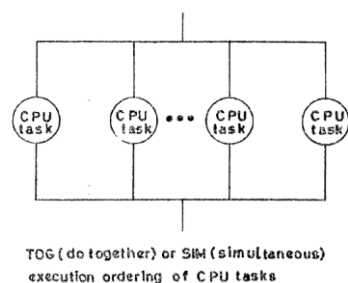 CPU task
CPU task
•••
CPU task
CPU task
TOG (do together) or SIM (simultaneous)
execution ordering of CPU tasks